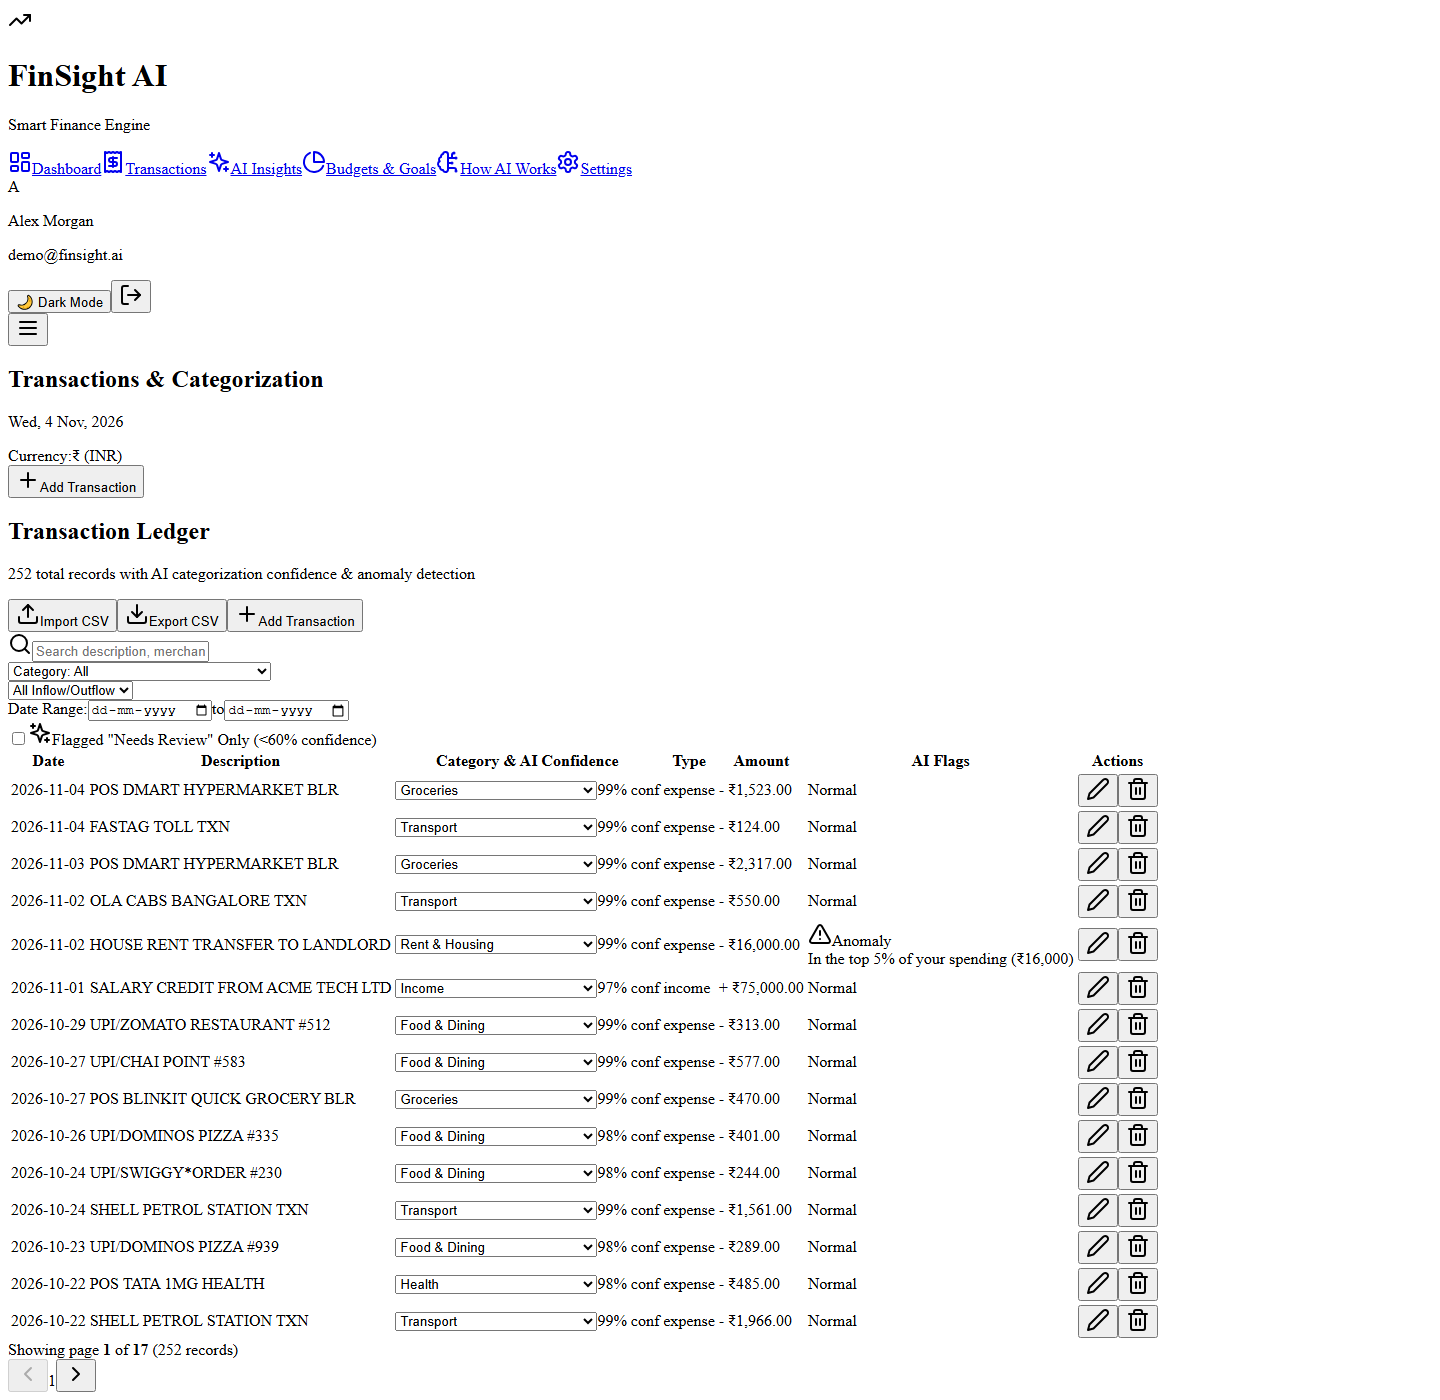 FinSight AI
Smart Finance Engine
Dashboard Transactions AI Insights Budgets & Goals How AI Works Settings
A
Alex Morgan
demo@finsight.ai
🌙 Dark Mode
Transactions & Categorization
Wed, 4 Nov, 2026
Currency:₹ (INR)
Add Transaction
Transaction Ledger
252 total records with AI categorization confidence & anomaly detection
Import CSV Export CSV Add Transaction
Search description, merchan
Category: All
All Inflow/Outflow
Date Range: dd-mm-yyyy to dd-mm-yyyy
Flagged "Needs Review" Only (<60% confidence)
Date Description Category & AI Confidence Type Amount AI Flags Actions
2026-11-04 POS DMART HYPERMARKET BLR Groceries 99% conf expense - ₹1,523.00 Normal
2026-11-04 FASTAG TOLL TXN Transport 99% conf expense - ₹124.00 Normal
2026-11-03 POS DMART HYPERMARKET BLR Groceries 99% conf expense - ₹2,317.00 Normal
2026-11-02 OLA CABS BANGALORE TXN Transport 99% conf expense - ₹550.00 Normal
2026-11-02 HOUSE RENT TRANSFER TO LANDLORD Rent & Housing 99% conf expense - ₹16,000.00 Anomaly
In the top 5% of your spending (₹16,000)
2026-11-01 SALARY CREDIT FROM ACME TECH LTD Income 97% conf income + ₹75,000.00 Normal
2026-10-29 UPI/ZOMATO RESTAURANT #512 Food & Dining 99% conf expense - ₹313.00 Normal
2026-10-27 UPI/CHAI POINT #583 Food & Dining 99% conf expense - ₹577.00 Normal
2026-10-27 POS BLINKIT QUICK GROCERY BLR Groceries 99% conf expense - ₹470.00 Normal
2026-10-26 UPI/DOMINOS PIZZA #335 Food & Dining 98% conf expense - ₹401.00 Normal
2026-10-24 UPI/SWIGGY*ORDER #230 Food & Dining 98% conf expense - ₹244.00 Normal
2026-10-24 SHELL PETROL STATION TXN Transport 99% conf expense - ₹1,561.00 Normal
2026-10-23 UPI/DOMINOS PIZZA #939 Food & Dining 98% conf expense - ₹289.00 Normal
2026-10-22 POS TATA 1MG HEALTH Health 98% conf expense - ₹485.00 Normal
2026-10-22 SHELL PETROL STATION TXN Transport 99% conf expense - ₹1,966.00 Normal
Showing page 1 of 17 (252 records)
1